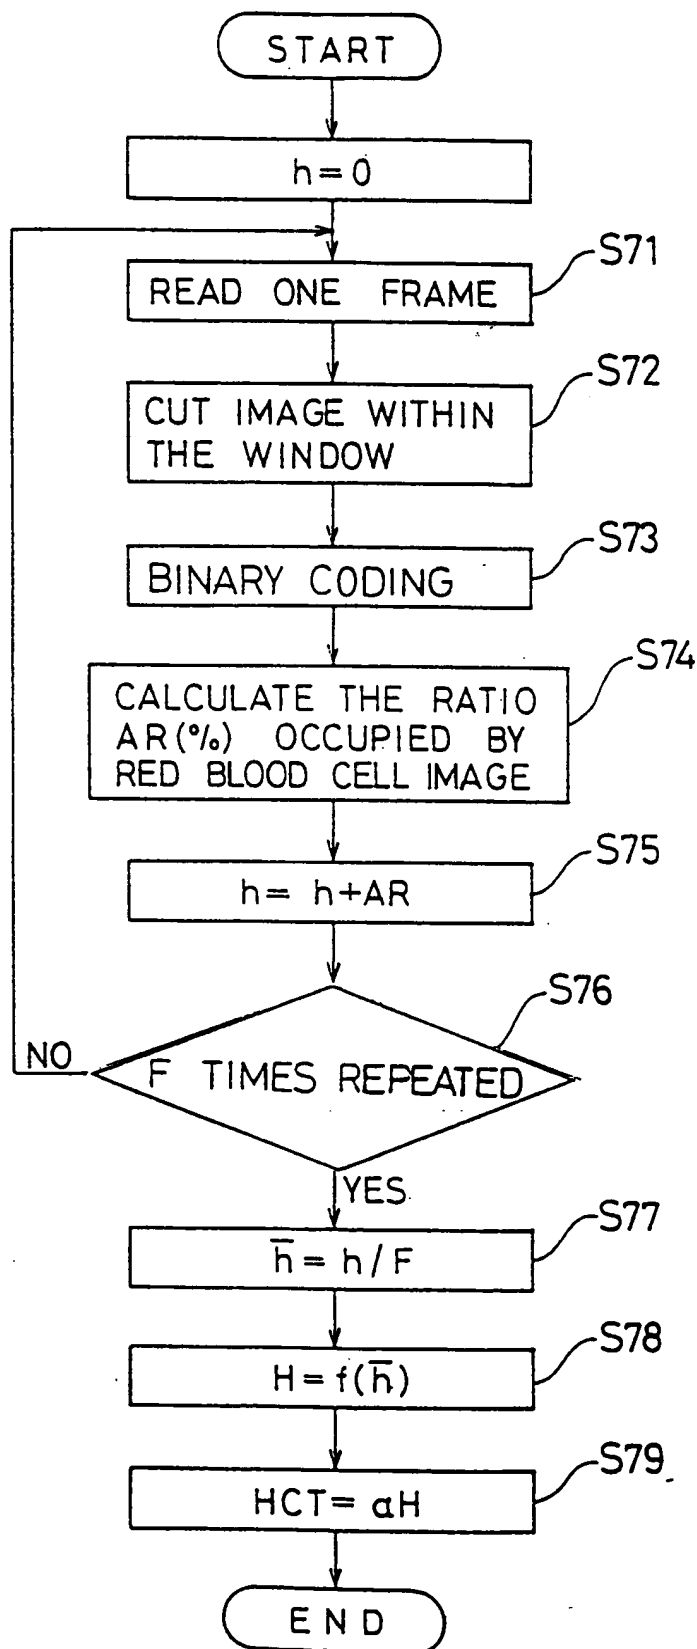 START
h=0
S71
READ ONE FRAME
S72
CUT IMAGE WITHIN
THE WINDOW
S73
BINARY CODING
S74
CALCULATE THE RATIO
AR(%) OCCUPIED BY
RED BLOOD CELL IMAGE
S75
h= h+AR
S76
F TIMES REPEATED
NO
YES
S77
h̅ = h/F
S78
H=f(h̅)
S79
HCT= αH
END